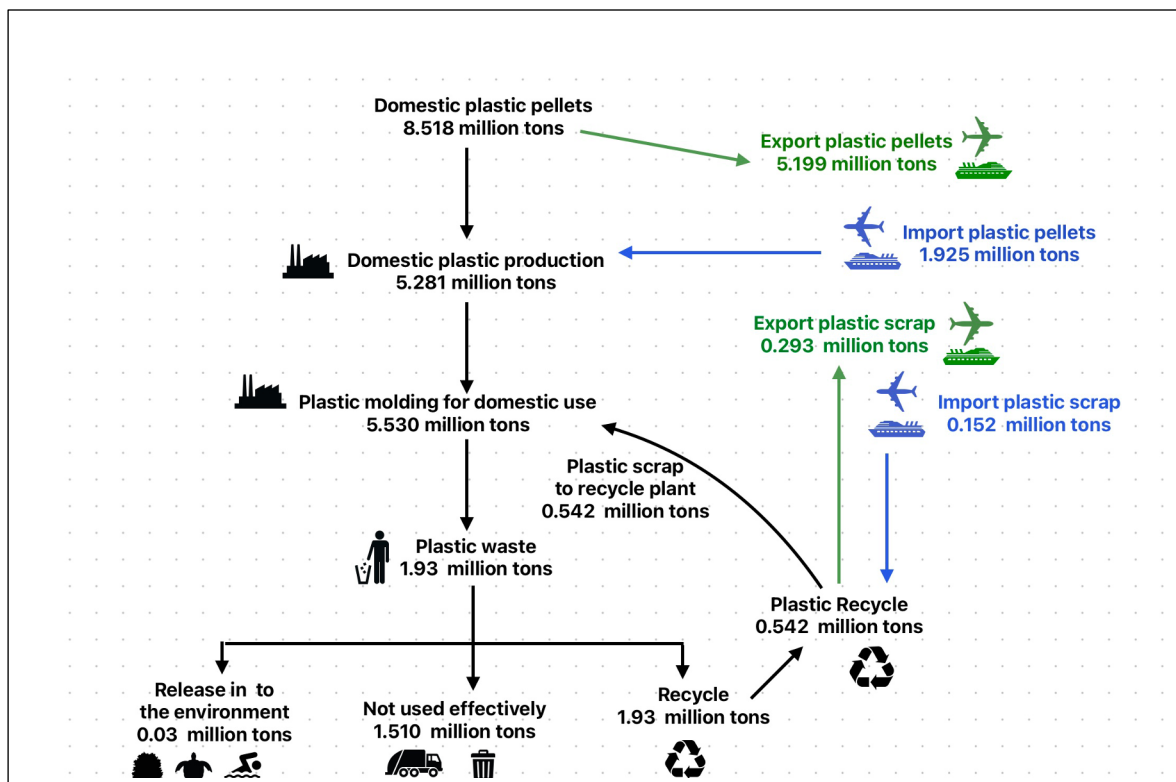 Domestic plastic pellets
8.518 million tons
Export plastic pellets
5.199 million tons
Import plastic pellets
1.925 million tons
Domestic plastic production
5.281 million tons
Export plastic scrap
0.293 million tons
Plastic molding for domestic use
5.530 million tons
Import plastic scrap
0.152 million tons
Plastic scrap
to recycle plant
0.542 million tons
Plastic waste
1.93 million tons
Plastic Recycle
0.542 million tons
Release in to
the environment
0.03 million tons
Not used effectively
1.510 million tons
Recycle
1.93 million tons